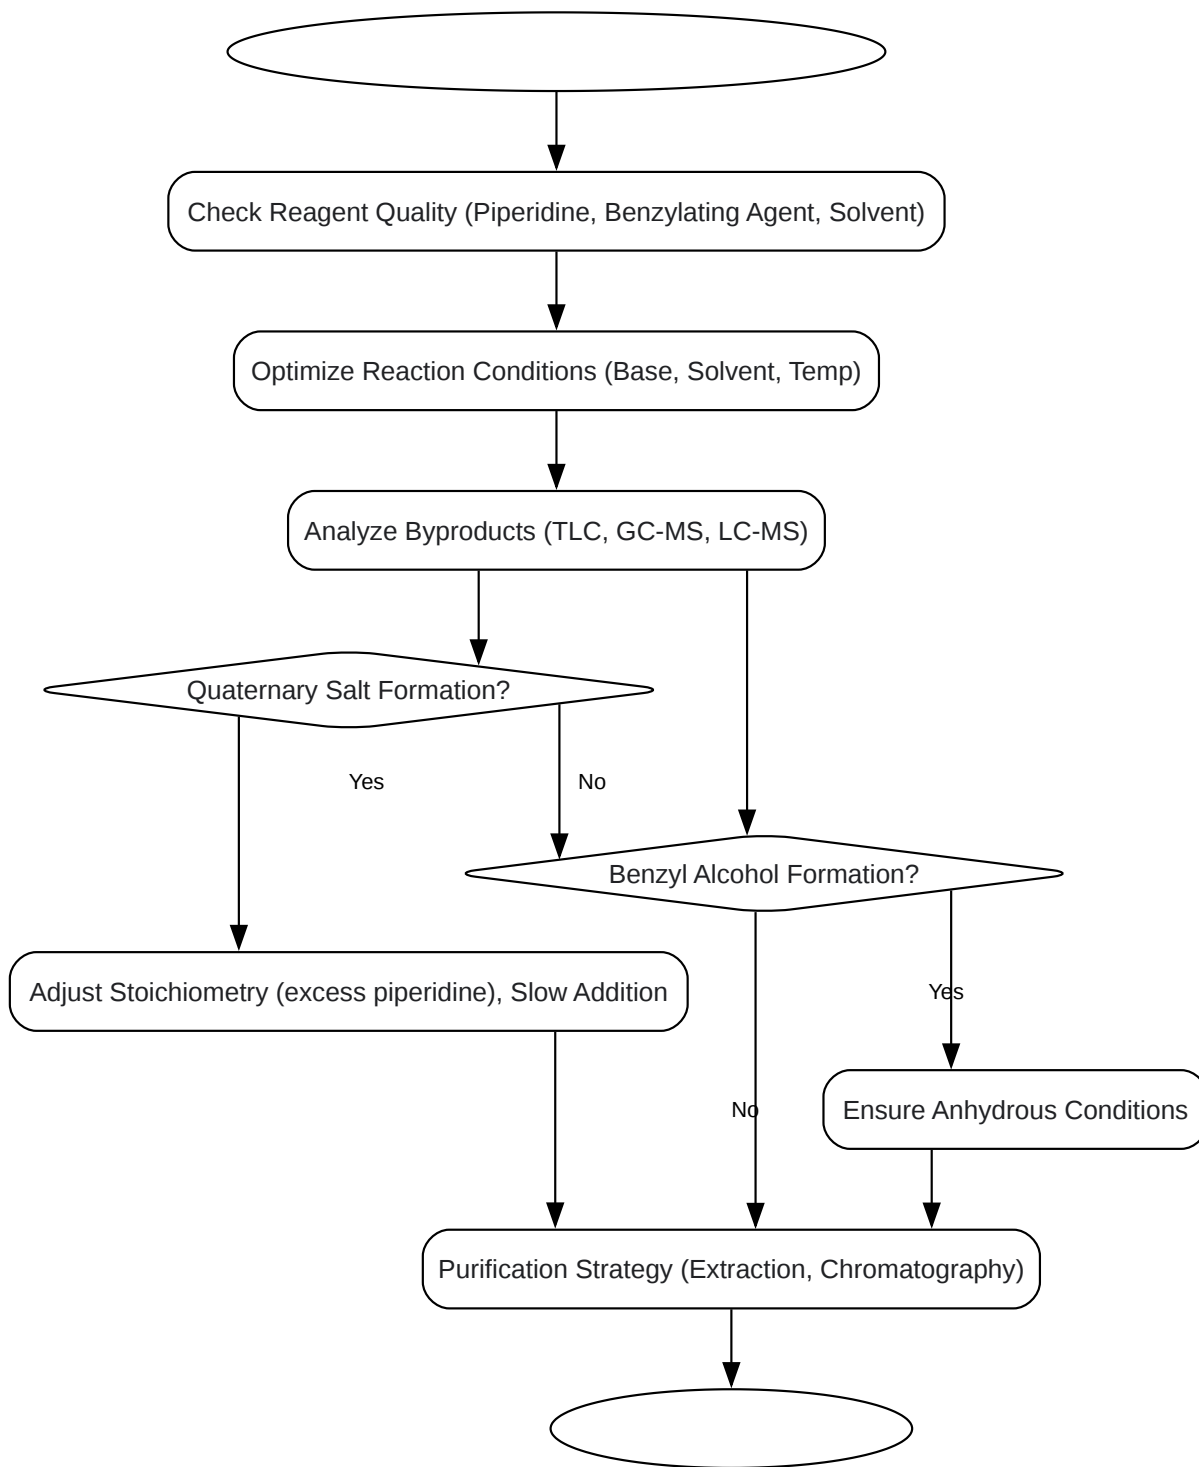 Check Reagent Quality (Piperidine, Benzylating Agent, Solvent)
Optimize Reaction Conditions (Base, Solvent, Temp)
Analyze Byproducts (TLC, GC-MS, LC-MS)
Quaternary Salt Formation?
Yes
No
Benzyl Alcohol Formation?
Adjust Stoichiometry (excess piperidine), Slow Addition
Yes
No
Ensure Anhydrous Conditions
Purification Strategy (Extraction, Chromatography)